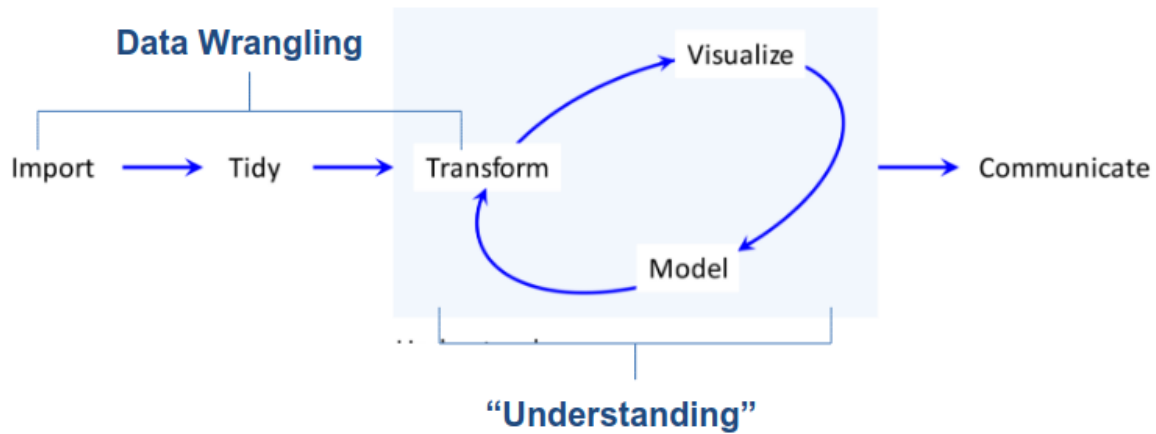 Data Wrangling
Visualize
Import
Tidy
Transform
Communicate
Model
“Understanding”